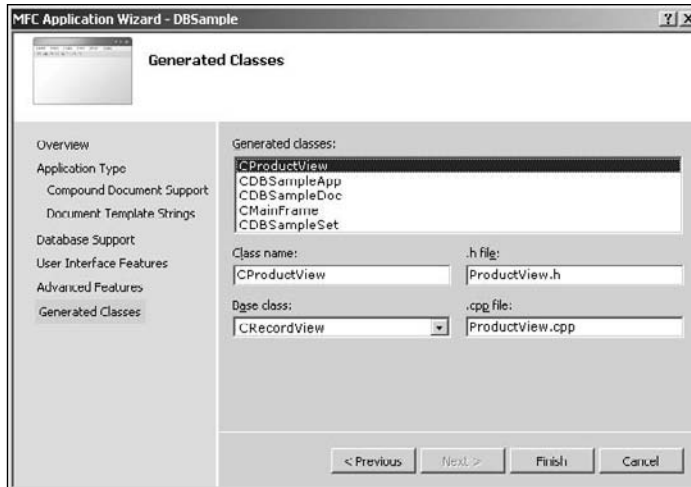 MFC Application Wizard - DBSample
Generated Classes
Overview
Application Type
Compound Document Support
Document Template Strings
Database Support
User Interface Features
Advanced Features
Generated Classes
Generated classes:
CProductView
CDBSampleApp
CDBSampleDoc
CMainFrame
CDBSampleSet
Class name:
.h file:
CProductView
ProductView.h
Base class:
.cpp file:
CRecordView
ProductView.cpp
< Previous
Next >
Finish
Cancel